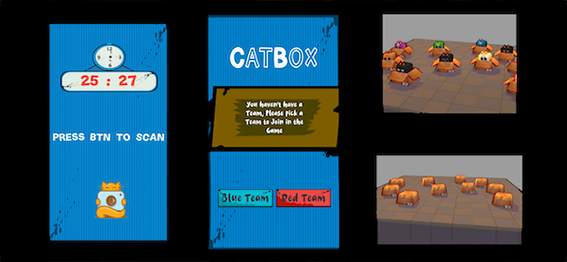 25 : 27
PRESS BTN TO SCAN
CATBOX
You haven't have a
Team, Please pick a
Team to Join in the
Game
Blue Team
Red Team